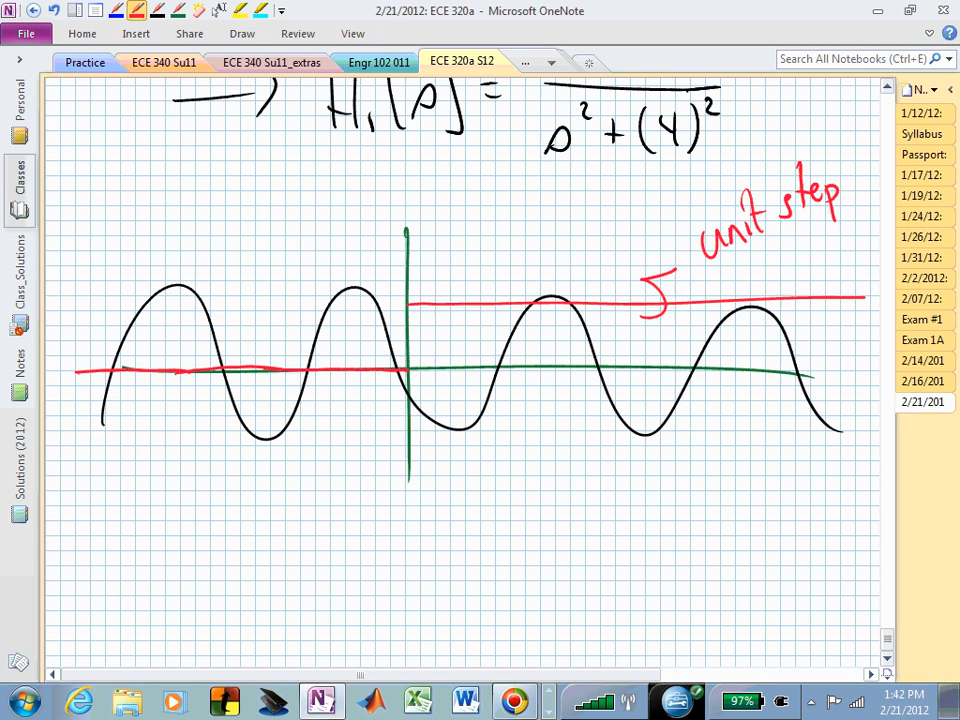 2/21/2012: ECE 320a - Microsoft OneNote
File Home Insert Share Draw Review View
Practice ECE 340 Su11 ECE 340 Su11_extras Engr 102 011 ECE 320a S12 ...
Search All Notebooks (Ctrl+E)
Personal
Classes
Class_Solutions
Notes
Solutions (2012)
N..
1/12/12:
Syllabus
Passport:
1/17/12:
1/19/12:
1/24/12:
1/26/12:
1/31/12:
2/2/2012:
2/07/12:
Exam #1
Exam 1A
2/14/201
2/16/201
2/21/201
→ H₁[s] =
s² + (4)²
unit step
97%
1:42 PM
2/21/2012